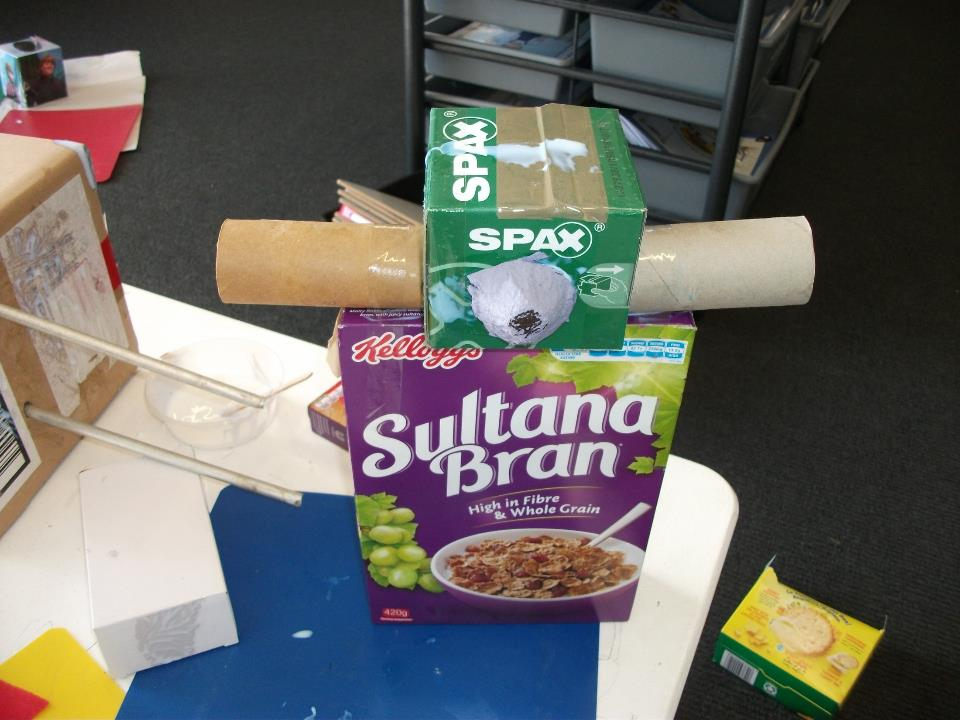 SPAX®
SPAX®
Kellogg's
Sultana
Bran
High in Fibre
& Whole Grain
420g